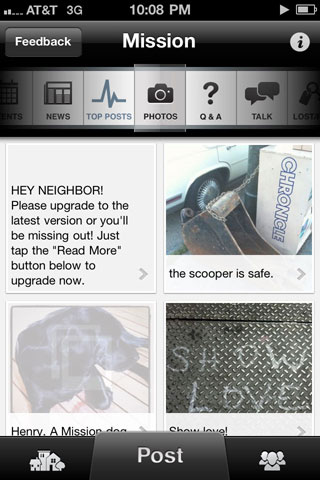 AT&T 3G 10:08 PM
Feedback Mission i
ENTS NEWS TOP POSTS PHOTOS Q & A TALK LOST
HEY NEIGHBOR!
Please upgrade to the
latest version or you'll
be missing out! Just
tap the "Read More"
button below to
upgrade now.
CHRONICLE
the scooper is safe.
SHOW
LOVE
Henry. A Mission dog
Show love!
Post